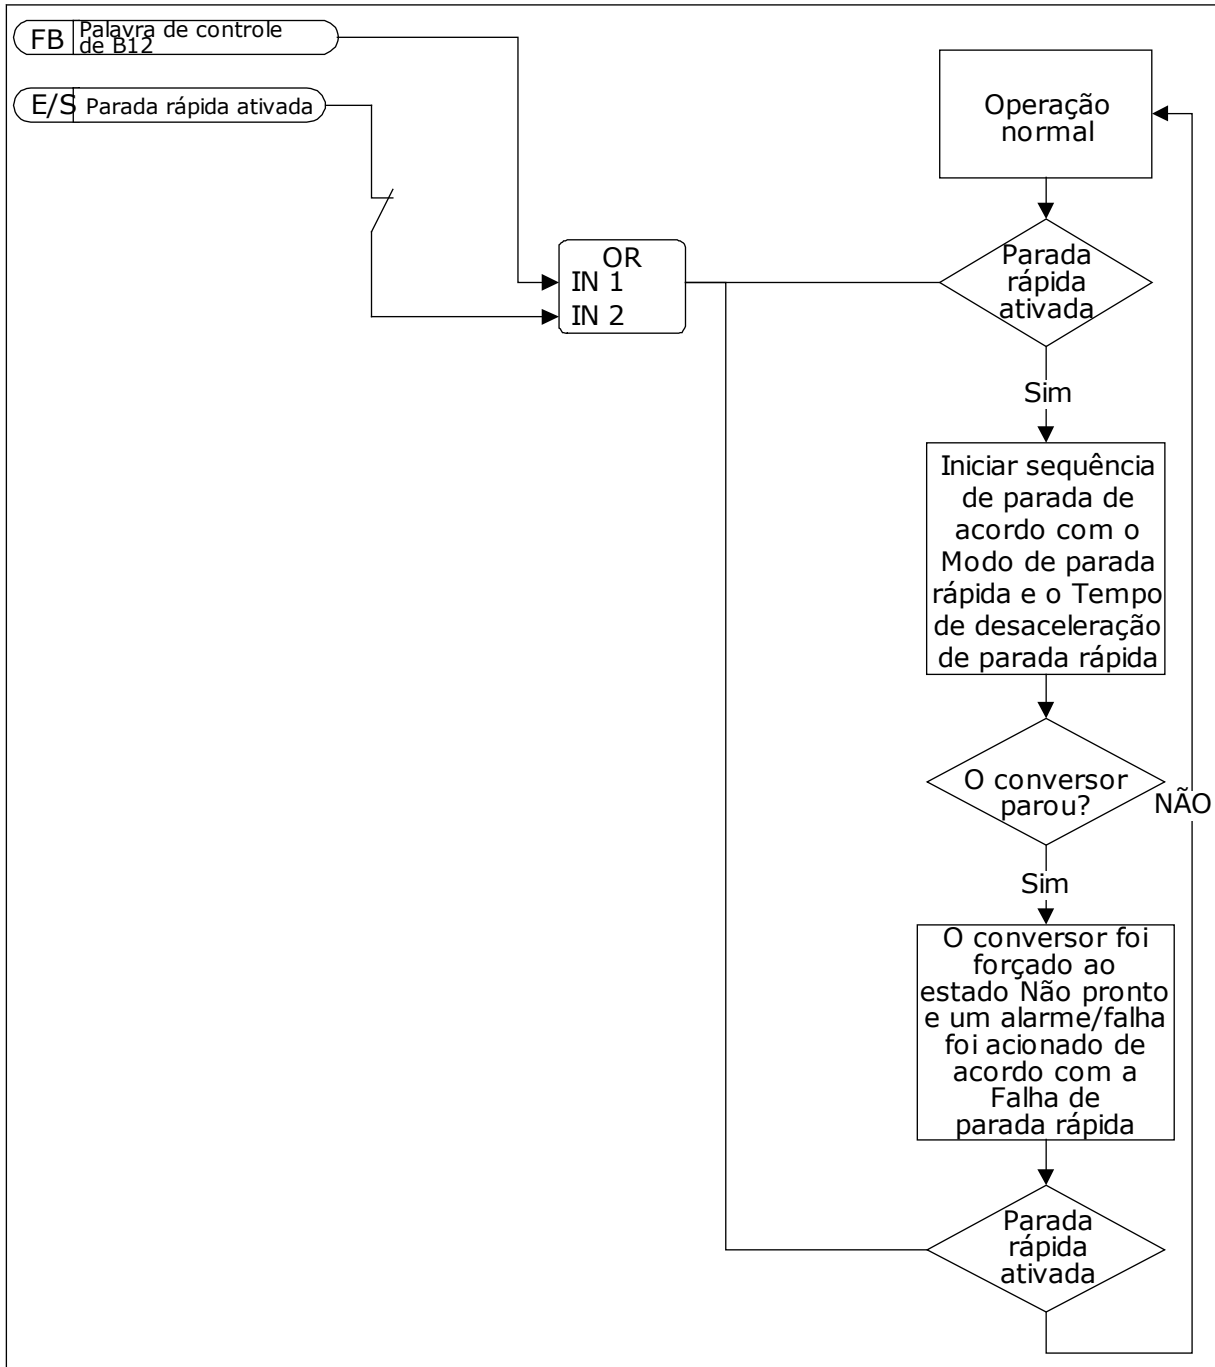 FB Palavra de controle
de B12
E/S Parada rápida ativada
OR
IN 1
IN 2
Operação
normal
Parada
rápida
ativada
Sim
Iniciar sequência
de parada de
acordo com o
Modo de parada
rápida e o Tempo
de desaceleração
de parada rápida
O conversor
parou?
NÃO
Sim
O conversor foi
forçado ao
estado Não pronto
e um alarme/falha
foi acionado de
acordo com a
Falha de
parada rápida
Parada
rápida
ativada